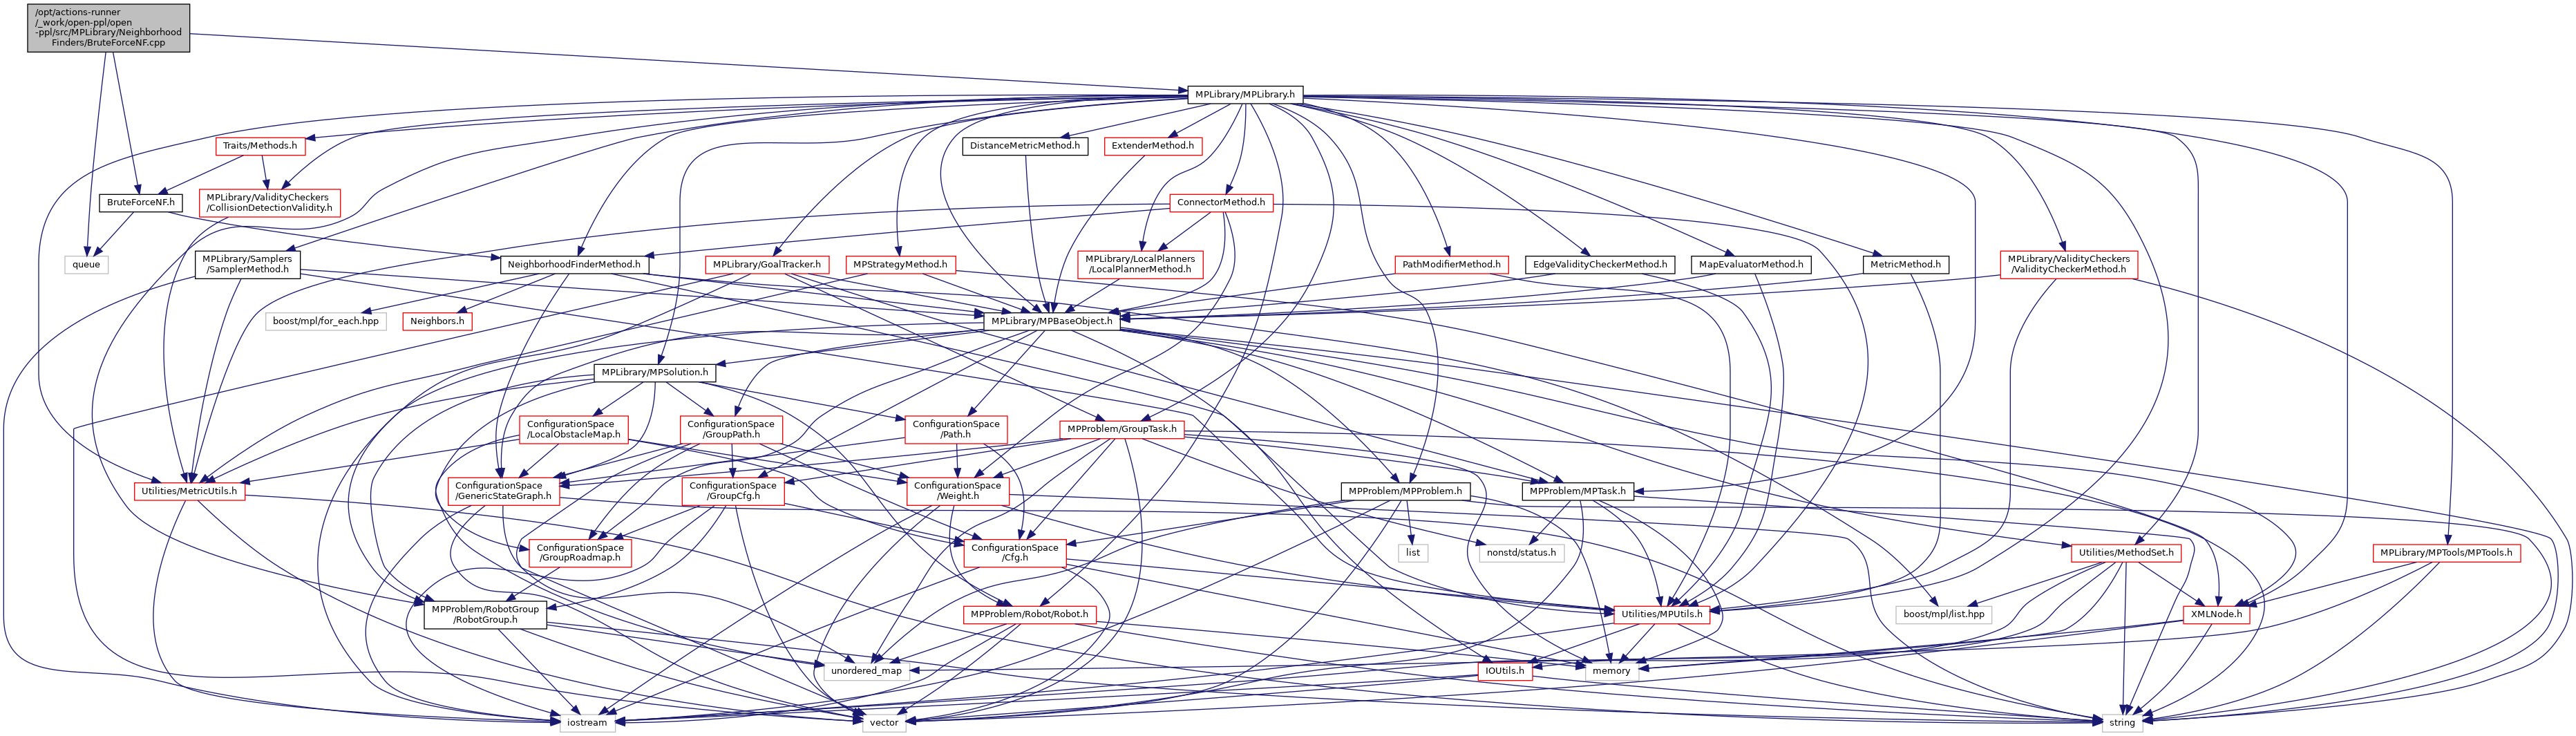 /opt/actions-runner
/_work/open-ppl/open
-ppl/src/MPLibrary/Neighborhood
Finders/BruteForceNF.cpp
MPLibrary/MPLibrary.h
Traits/Methods.h
DistanceMetricMethod.h
ExtenderMethod.h
MPLibrary/ValidityCheckers
/CollisionDetectionValidity.h
BruteForceNF.h
ConnectorMethod.h
queue
MPLibrary/Samplers
/SamplerMethod.h
NeighborhoodFinderMethod.h
MPLibrary/GoalTracker.h
MPStrategyMethod.h
MPLibrary/LocalPlanners
/LocalPlannerMethod.h
PathModifierMethod.h
EdgeValidityCheckerMethod.h
MapEvaluatorMethod.h
MetricMethod.h
MPLibrary/ValidityCheckers
/ValidityCheckerMethod.h
boost/mpl/for_each.hpp
Neighbors.h
MPLibrary/MPBaseObject.h
MPLibrary/MPSolution.h
ConfigurationSpace
/LocalObstacleMap.h
ConfigurationSpace
/GroupPath.h
ConfigurationSpace
/Path.h
MPProblem/GroupTask.h
Utilities/MetricUtils.h
ConfigurationSpace
/GenericStateGraph.h
ConfigurationSpace
/GroupCfg.h
ConfigurationSpace
/Weight.h
MPProblem/MPProblem.h
MPProblem/MPTask.h
ConfigurationSpace
/GroupRoadmap.h
ConfigurationSpace
/Cfg.h
list
nonstd/status.h
Utilities/MethodSet.h
MPLibrary/MPTools/MPTools.h
MPProblem/RobotGroup
/RobotGroup.h
MPProblem/Robot/Robot.h
Utilities/MPUtils.h
boost/mpl/list.hpp
XMLNode.h
unordered_map
IOUtils.h
memory
iostream
vector
string